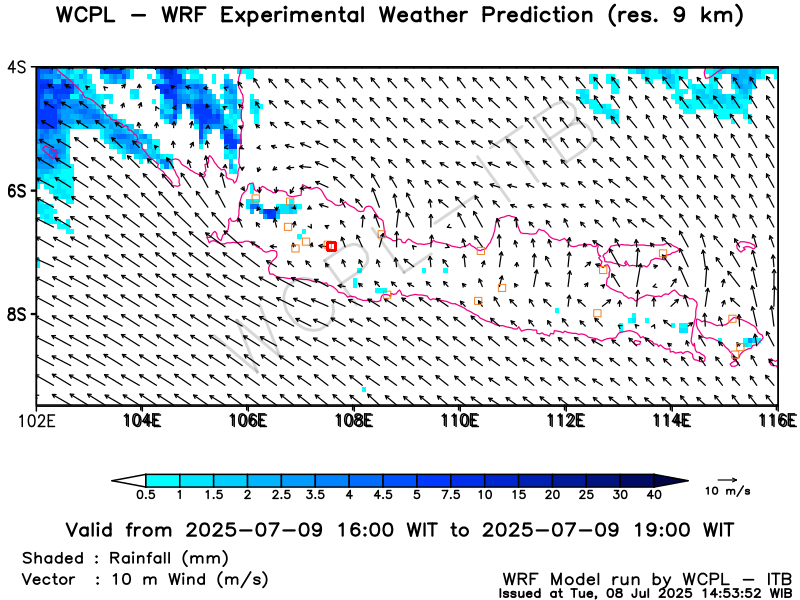 WCPL – WRF Experimental Weather Prediction (res. 9 km)
4S
6S
8S
WCPL-ITB
102E 104E 106E 108E 110E 112E 114E 116E
0.5 1 1.5 2 2.5 3.5 4 4.5 5 7.5 10 15 20 25 30 40
10 m/s
Valid from 2025-07-09 16:00 WIT to 2025-07-09 19:00 WIT
Shaded : Rainfall (mm)
Vector : 10 m Wind (m/s)
WRF Model run by WCPL – ITB
Issued at Tue, 08 Jul 2025 14:53:52 WIB